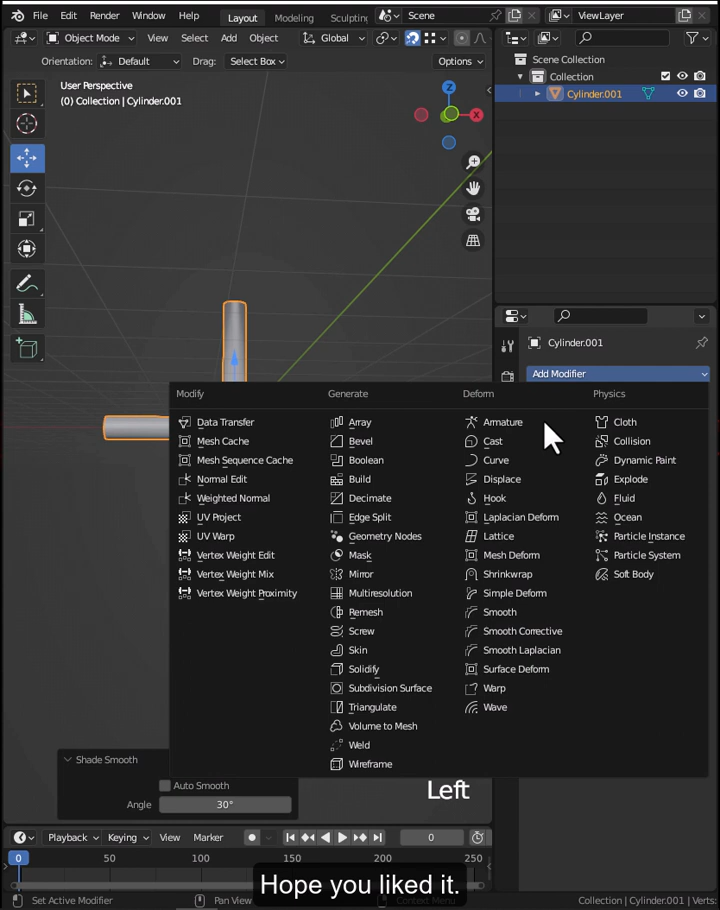 File Edit Render Window Help Layout Modeling Sculpting Scene ViewLayer
Object Mode View Select Add Object Global
Orientation: Default Drag: Select Box Options
User Perspective
(0) Collection | Cylinder.001
Z
X
Scene Collection
Collection
Cylinder.001
Cylinder.001
Add Modifier
Modify Generate Deform Physics
Data Transfer Array Armature Cloth
Mesh Cache Bevel Cast Collision
Mesh Sequence Cache Boolean Curve Dynamic Paint
Normal Edit Build Displace Explode
Weighted Normal Decimate Hook Fluid
UV Project Edge Split Laplacian Deform Ocean
UV Warp Geometry Nodes Lattice Particle Instance
Vertex Weight Edit Mask Mesh Deform Particle System
Vertex Weight Mix Mirror Shrinkwrap Soft Body
Vertex Weight Proximity Multiresolution Simple Deform
Remesh Smooth
Screw Smooth Corrective
Skin Smooth Laplacian
Solidify Surface Deform
Subdivision Surface Warp
Triangulate Wave
Volume to Mesh
Weld
Wireframe
Shade Smooth
Auto Smooth
Angle 30°
Left
Playback Keying View Marker 0
0 50 100 150 200 250
Hope you liked it.
Set Active Modifier Pan View Context Menu Collection | Cylinder.001 | Verts: